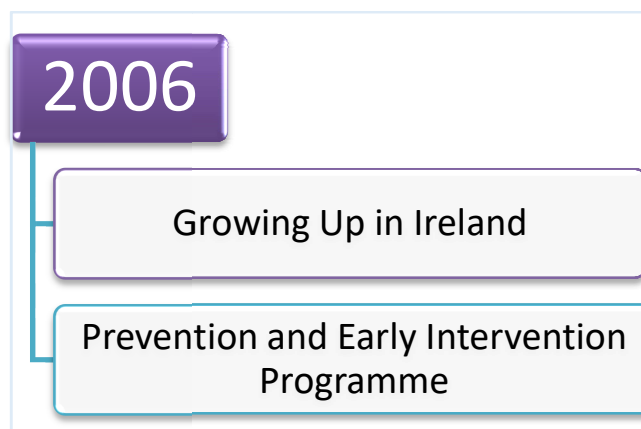 2006
Growing Up in Ireland
Prevention and Early Intervention
Programme